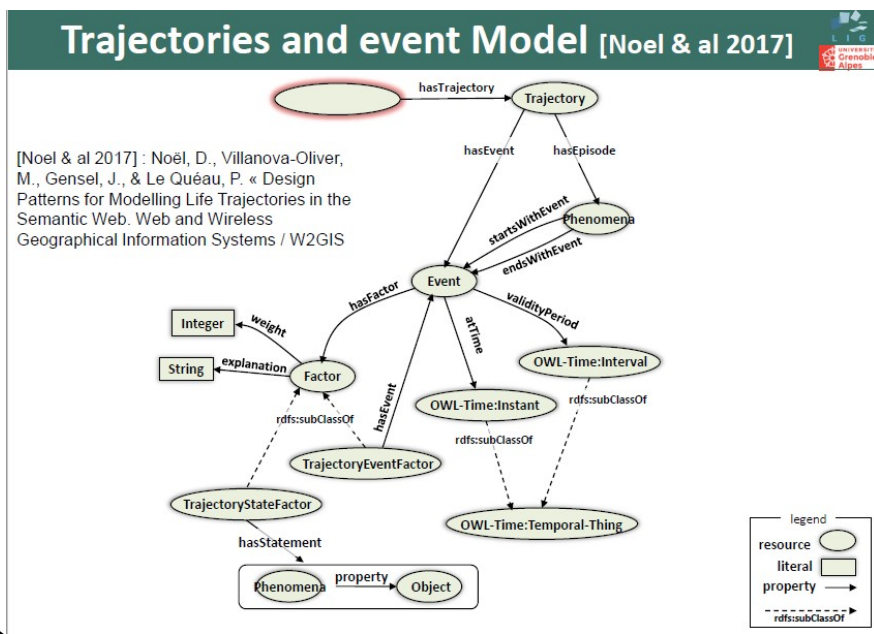 Trajectories and event Model [Noel & al 2017]
L I G
UNIVERSITÉ
Grenoble
Alpes
hasTrajectory
Trajectory
[Noel & al 2017] : Noël, D., Villanova-Oliver,
M., Gensel, J., & Le Quéau, P. « Design
Patterns for Modelling Life Trajectories in the
Semantic Web. Web and Wireless
Geographical Information Systems / W2GIS
hasEvent
hasEpisode
startsWithEvent
Phenomena
endsWithEvent
Event
hasFactor
validityPeriod
atTime
Integer
weight
String
explanation
Factor
OWL-Time:Interval
hasEvent
OWL-Time:Instant
rdfs:subClassOf
rdfs:subClassOf
rdfs:subClassOf
TrajectoryEventFactor
TrajectoryStateFactor
OWL-Time:Temporal-Thing
hasStatement
Phenomena
property
Object
legend
resource
literal
property
rdfs:subClassOf